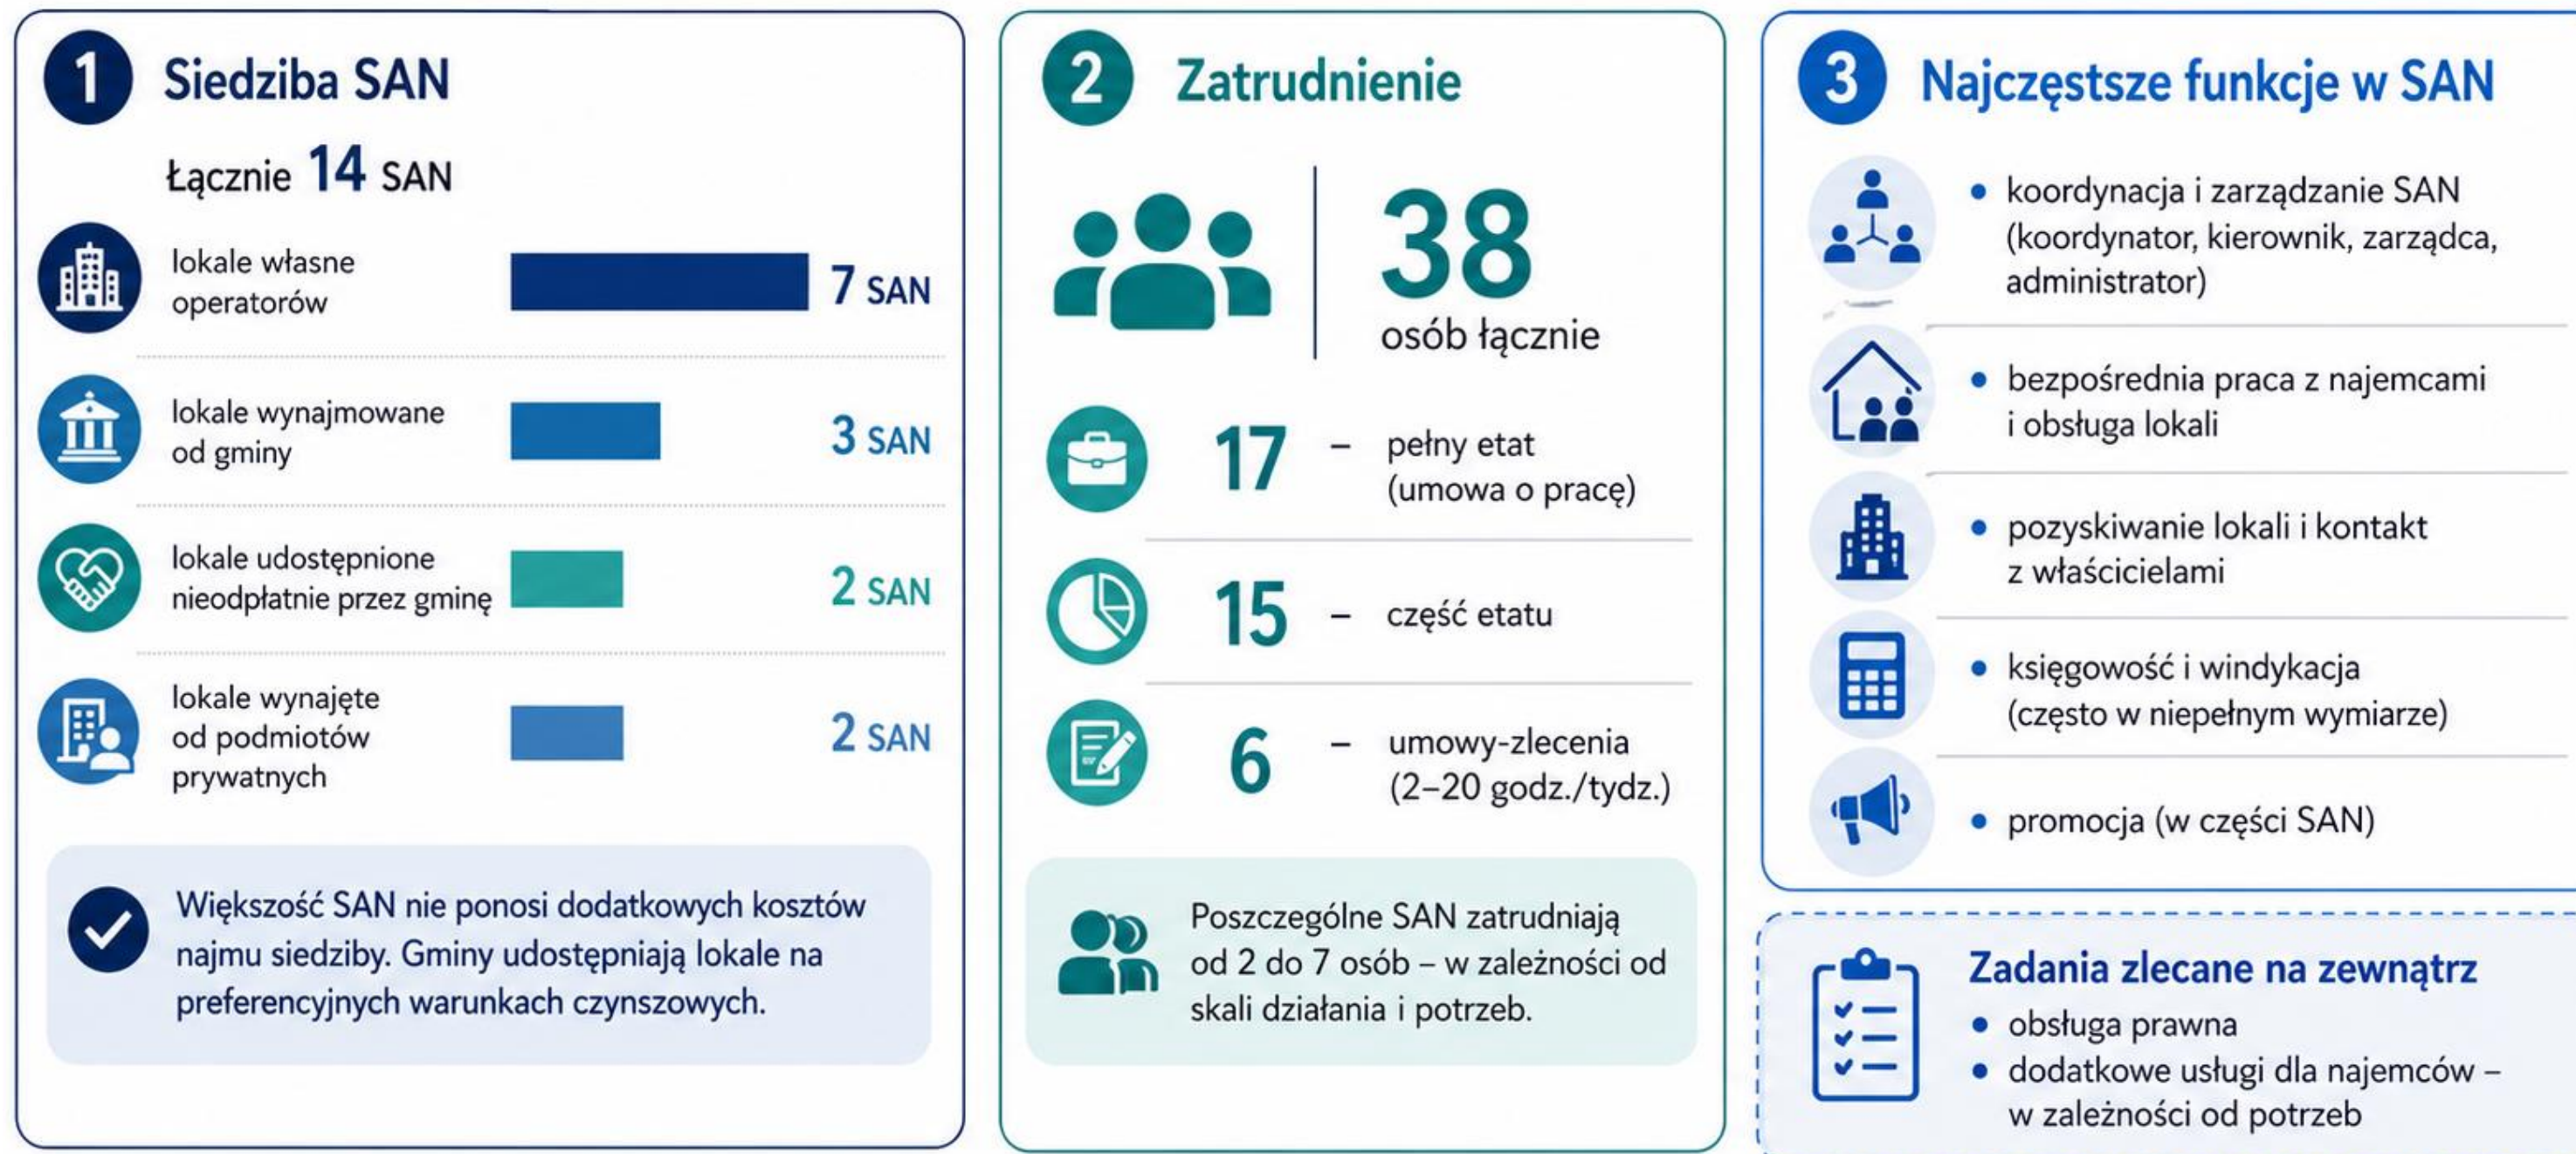 1 Siedziba SAN
Łącznie 14 SAN
lokale własne
operatorów
7 SAN
lokale wynajmowane
od gminy
3 SAN
lokale udostępnione
nieodpłatnie przez gminę
2 SAN
lokale wynajęte
od podmiotów
prywatnych
2 SAN
Większość SAN nie ponosi dodatkowych kosztów
najmu siedziby. Gminy udostępniają lokale na
preferencyjnych warunkach czynszowych.
2 Zatrudnienie
38
osób łącznie
17 – pełny etat
(umowa o pracę)
15 – część etatu
6 – umowy-zlecenia
(2–20 godz./tydz.)
Poszczególne SAN zatrudniają
od 2 do 7 osób – w zależności od
skali działania i potrzeb.
3 Najczęstsze funkcje w SAN
• koordynacja i zarządzanie SAN
(koordynator, kierownik, zarządca,
administrator)
• bezpośrednia praca z najemcami
i obsługa lokali
• pozyskiwanie lokali i kontakt
z właścicielami
• księgowość i windykacja
(często w niepełnym wymiarze)
• promocja (w części SAN)
Zadania zlecane na zewnątrz
• obsługa prawna
• dodatkowe usługi dla najemców –
w zależności od potrzeb